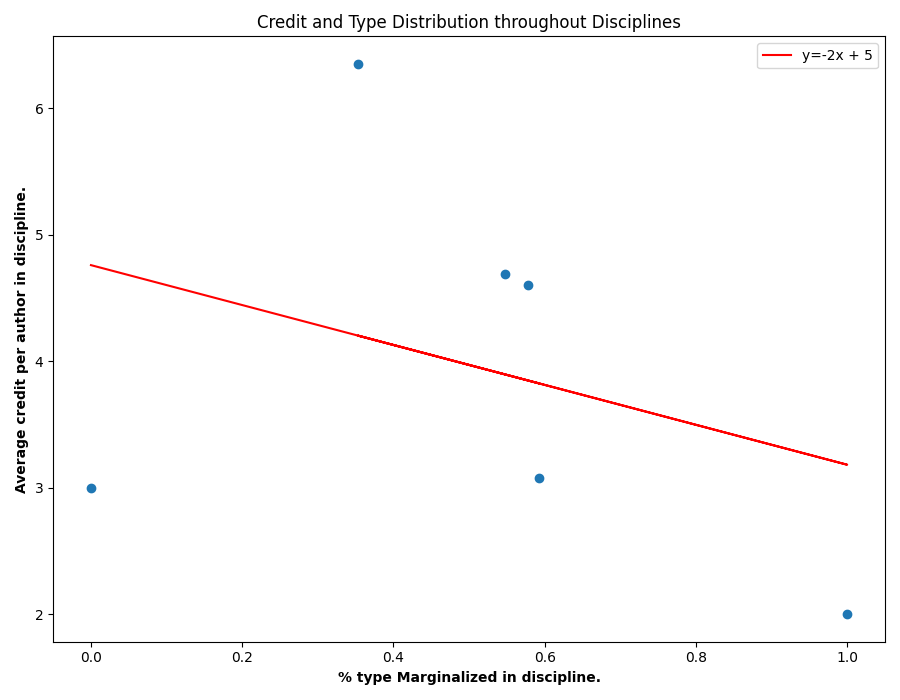 Credit and Type Distribution throughout Disciplines
y=-2x + 5
Average credit per author in discipline.
6
5
4
3
2
0.0 0.2 0.4 0.6 0.8 1.0
% type Marginalized in discipline.